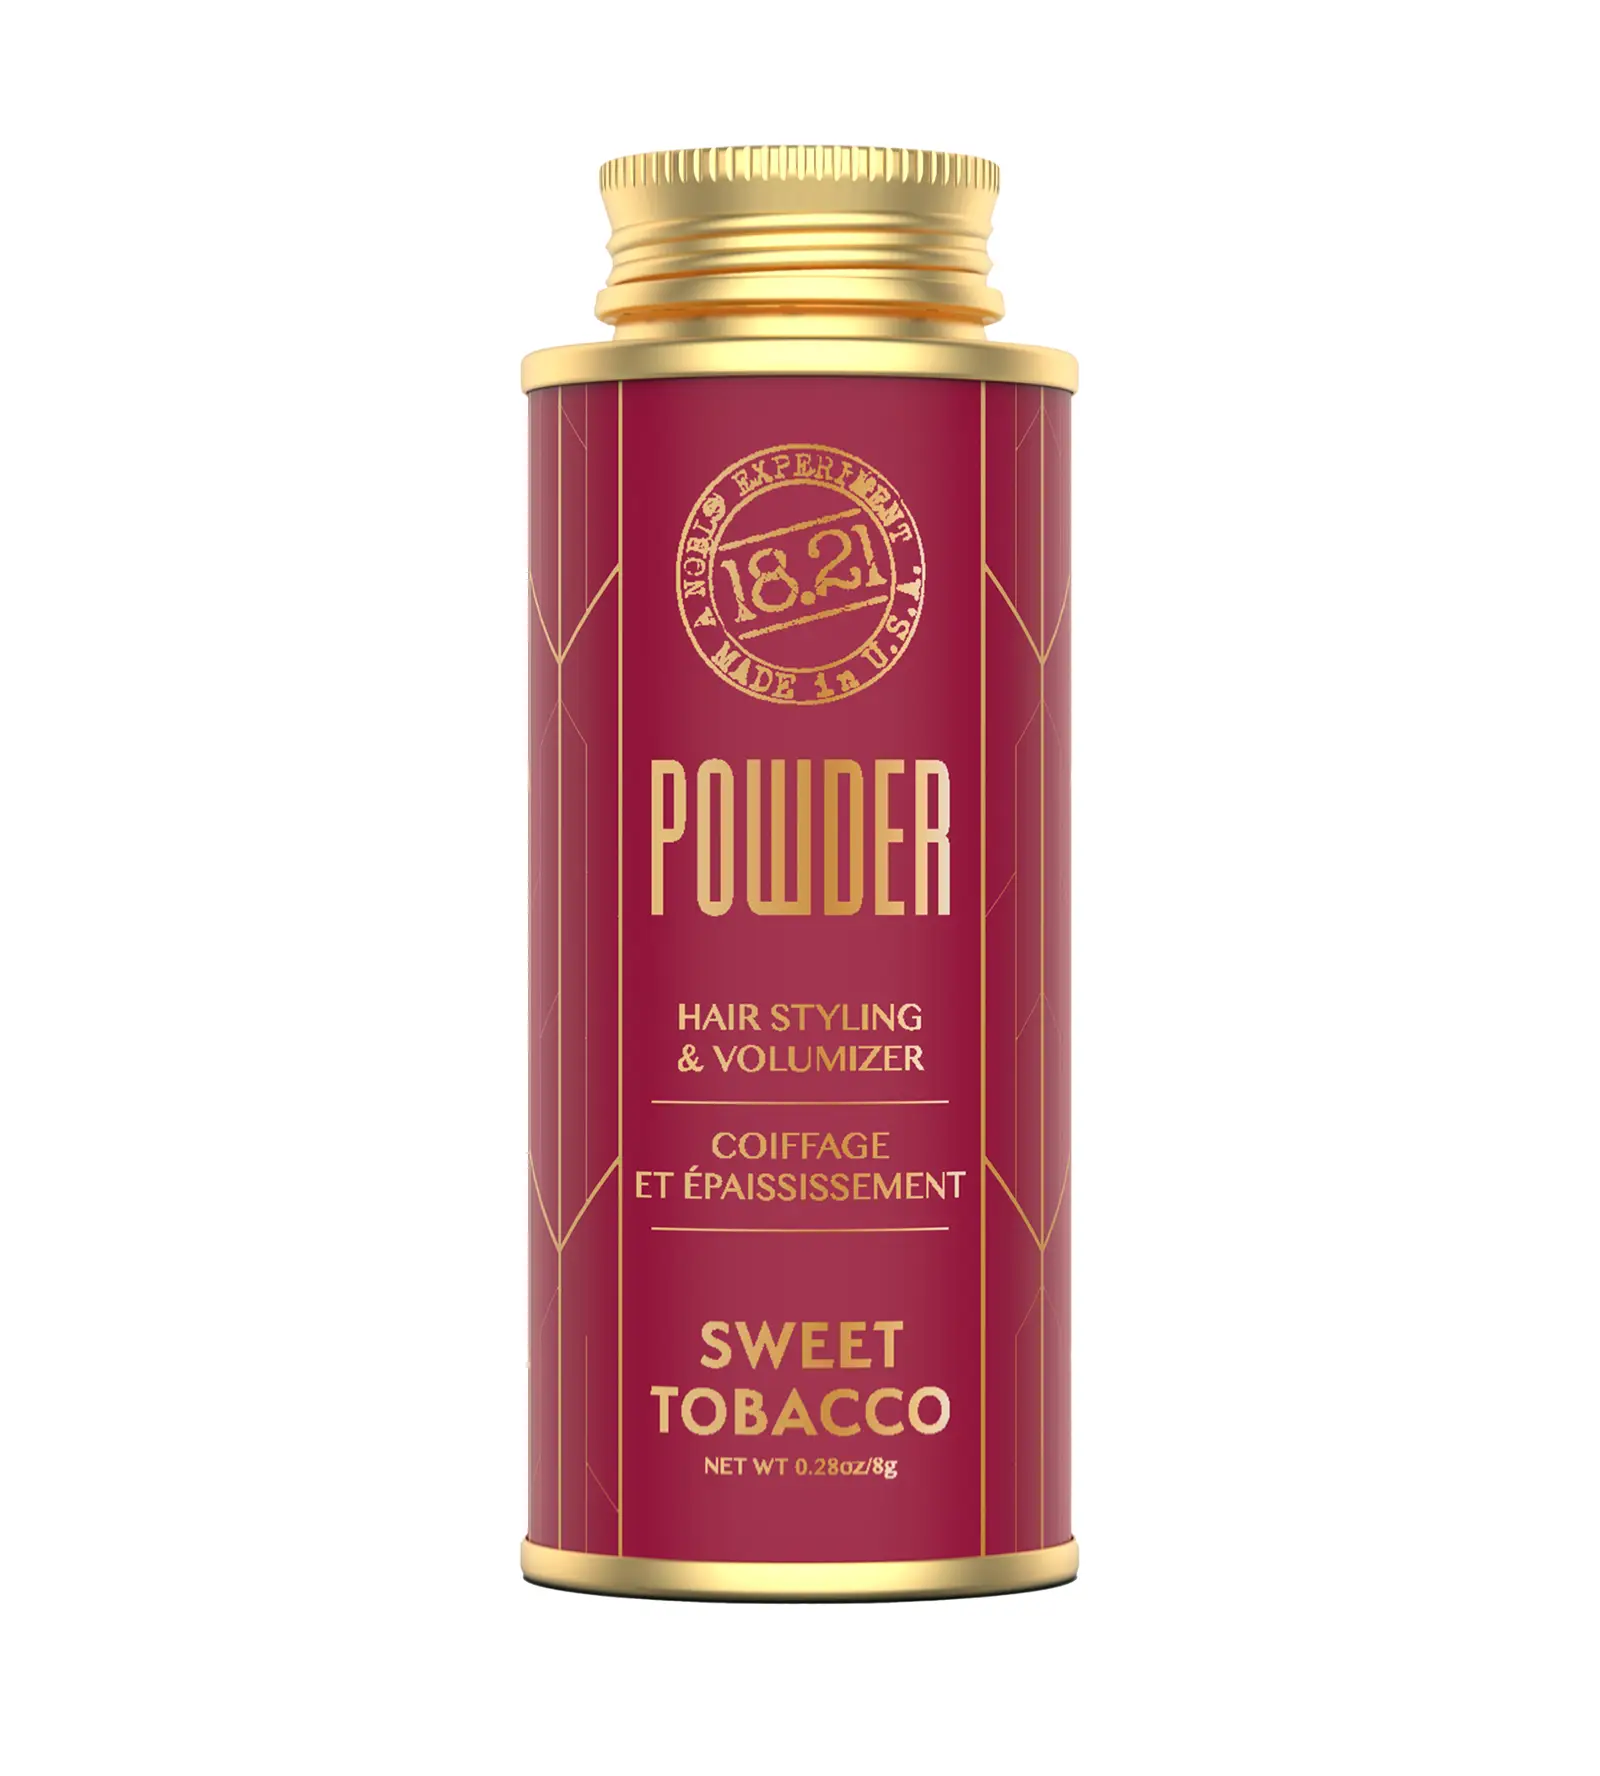 A NOBLE EXPERIMENT
18.21
MADE in U.S.A.
POWDER
HAIR STYLING
& VOLUMIZER
COIFFAGE
ET ÉPAISSISSEMENT
SWEET
TOBACCO
NET WT 0.28oz/8g